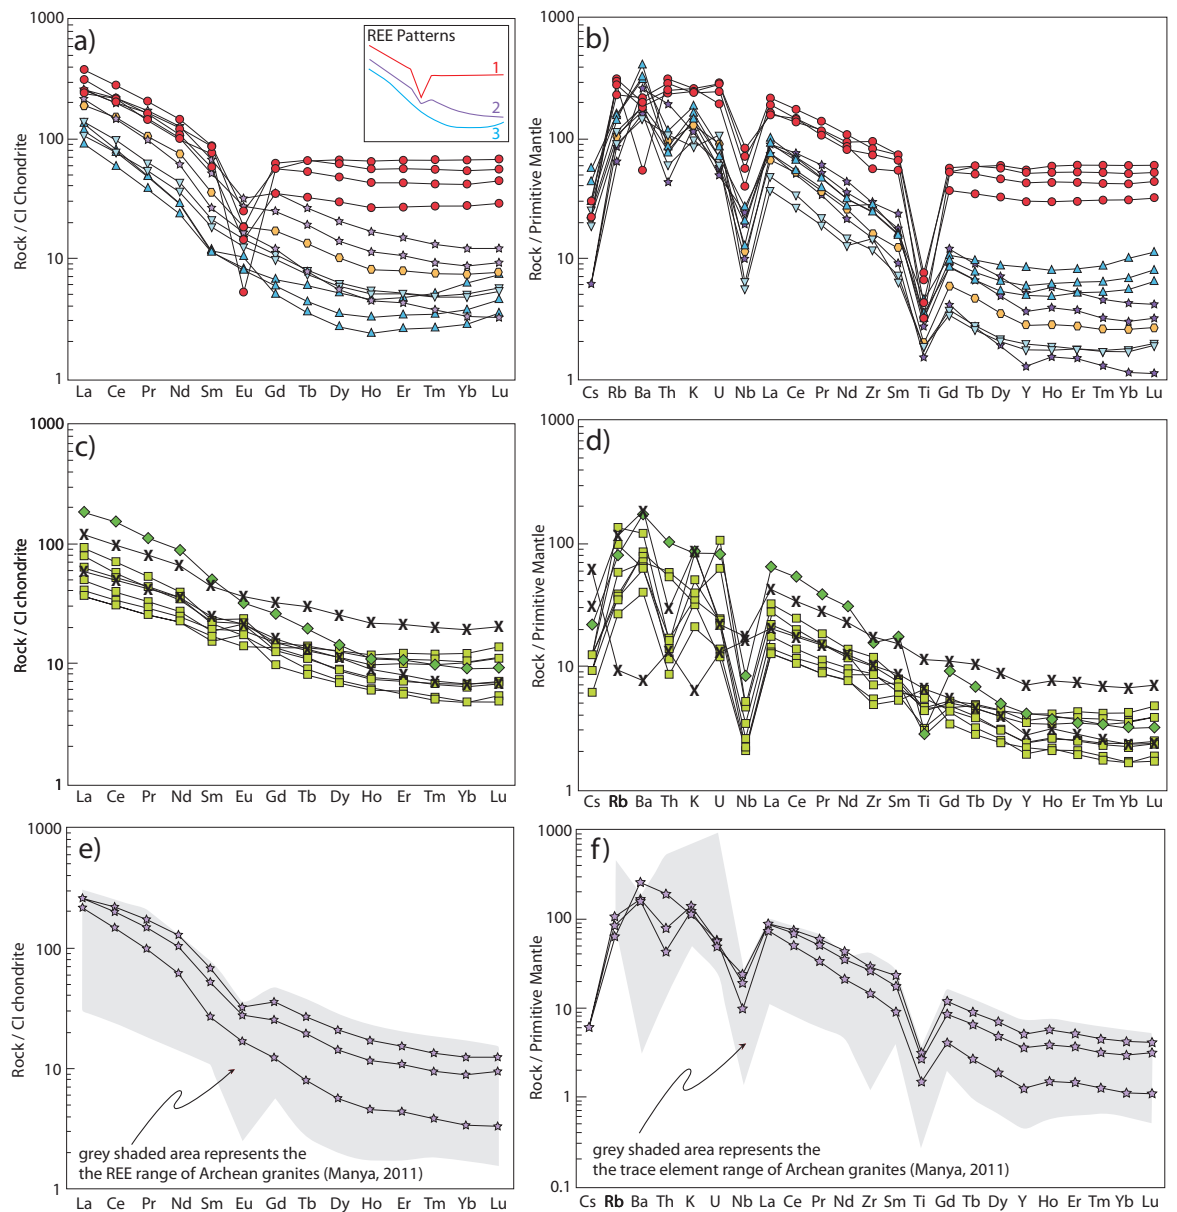 a)
Rock / CI Chondrite
1000
100
10
1
REE Patterns
1
2
3
La Ce Pr Nd Sm Eu Gd Tb Dy Ho Er Tm Yb Lu
b)
Rock / Primitive Mantle
1000
100
10
1
Cs Rb Ba Th K U Nb La Ce Pr Nd Zr Sm Ti Gd Tb Dy Y Ho Er Tm Yb Lu
c)
Rock / CI chondrite
1000
100
10
1
La Ce Pr Nd Sm Eu Gd Tb Dy Ho Er Tm Yb Lu
d)
Rock / Primitive Mantle
1000
100
10
1
Cs Rb Ba Th K U Nb La Ce Pr Nd Zr Sm Ti Gd Tb Dy Y Ho Er Tm Yb Lu
e)
Rock / CI chondrite
1000
100
10
1
grey shaded area represents the
the REE range of Archean granites (Manya, 2011)
La Ce Pr Nd Sm Eu Gd Tb Dy Ho Er Tm Yb Lu
f)
Rock / Primitive Mantle
1000
100
10
1
0.1
grey shaded area represents the
the trace element range of Archean granites (Manya, 2011)
Cs Rb Ba Th K U Nb La Ce Pr Nd Zr Sm Ti Gd Tb Dy Y Ho Er Tm Yb Lu